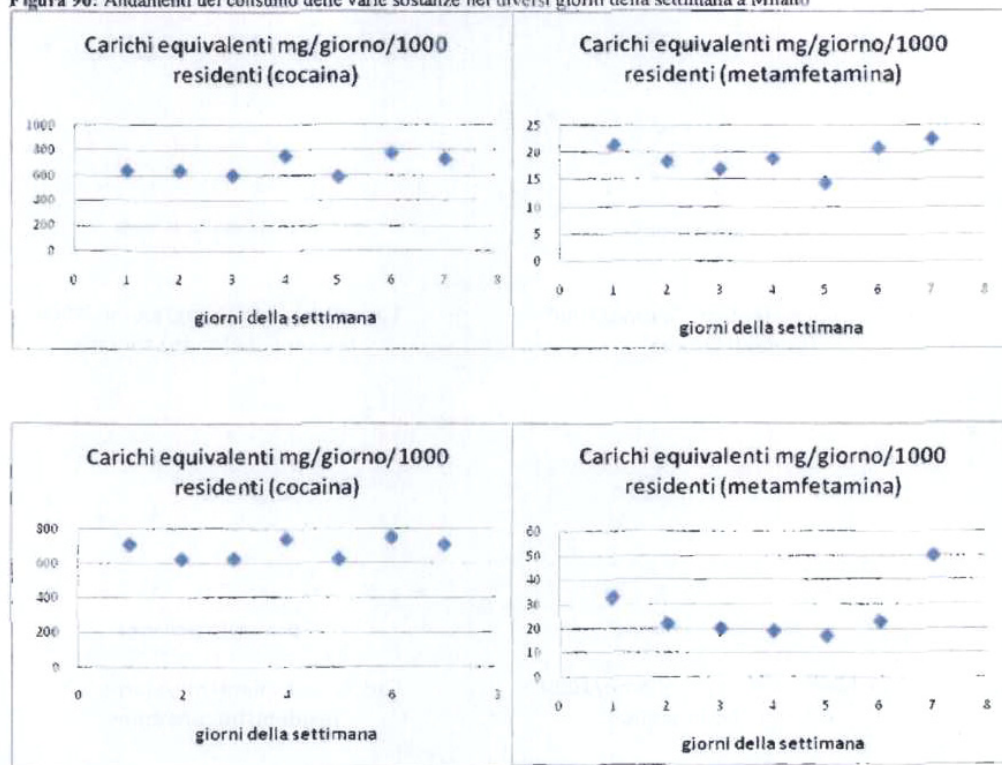 Figura 90: Andamenti del consumo delle varie sostanze nei diversi giorni della settimana a Milano
Carichi equivalenti mg/giorno/1000
residenti (cocaina)
1000
800
600
400
200
0
0 1 2 3 4 5 6 7 8
giorni della settimana
Carichi equivalenti mg/giorno/1000
residenti (metamfetamina)
25
20
15
10
5
0
0 1 2 3 4 5 6 7 8
giorni della settimana
Carichi equivalenti mg/giorno/1000
residenti (cocaina)
800
600
400
200
0
0 2 4 6 8
giorni della settimana
Carichi equivalenti mg/giorno/1000
residenti (metamfetamina)
60
50
40
30
20
10
0
0 1 2 3 4 5 6 7 8
giorni della settimana